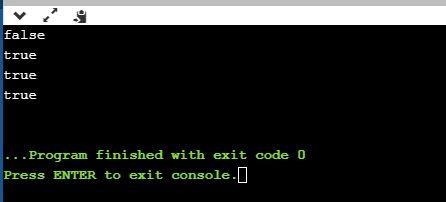 false
true
true
true
...Program finished with exit code 0
Press ENTER to exit console.